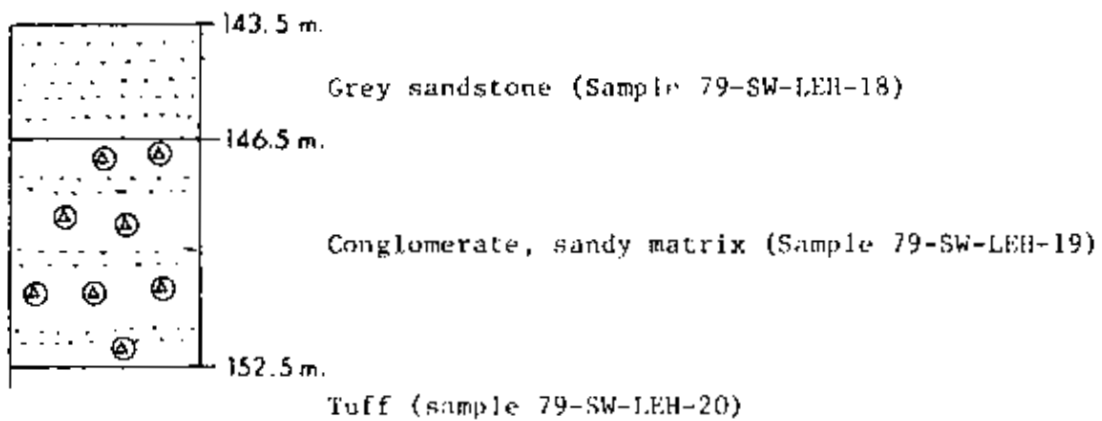 143.5 m.
Grey sandstone (Sample 79-SW-LEH-18)
146.5 m.
Conglomerate, sandy matrix (Sample 79-SW-LEH-19)
152.5 m.
Tuff (sample 79-SW-LEH-20)